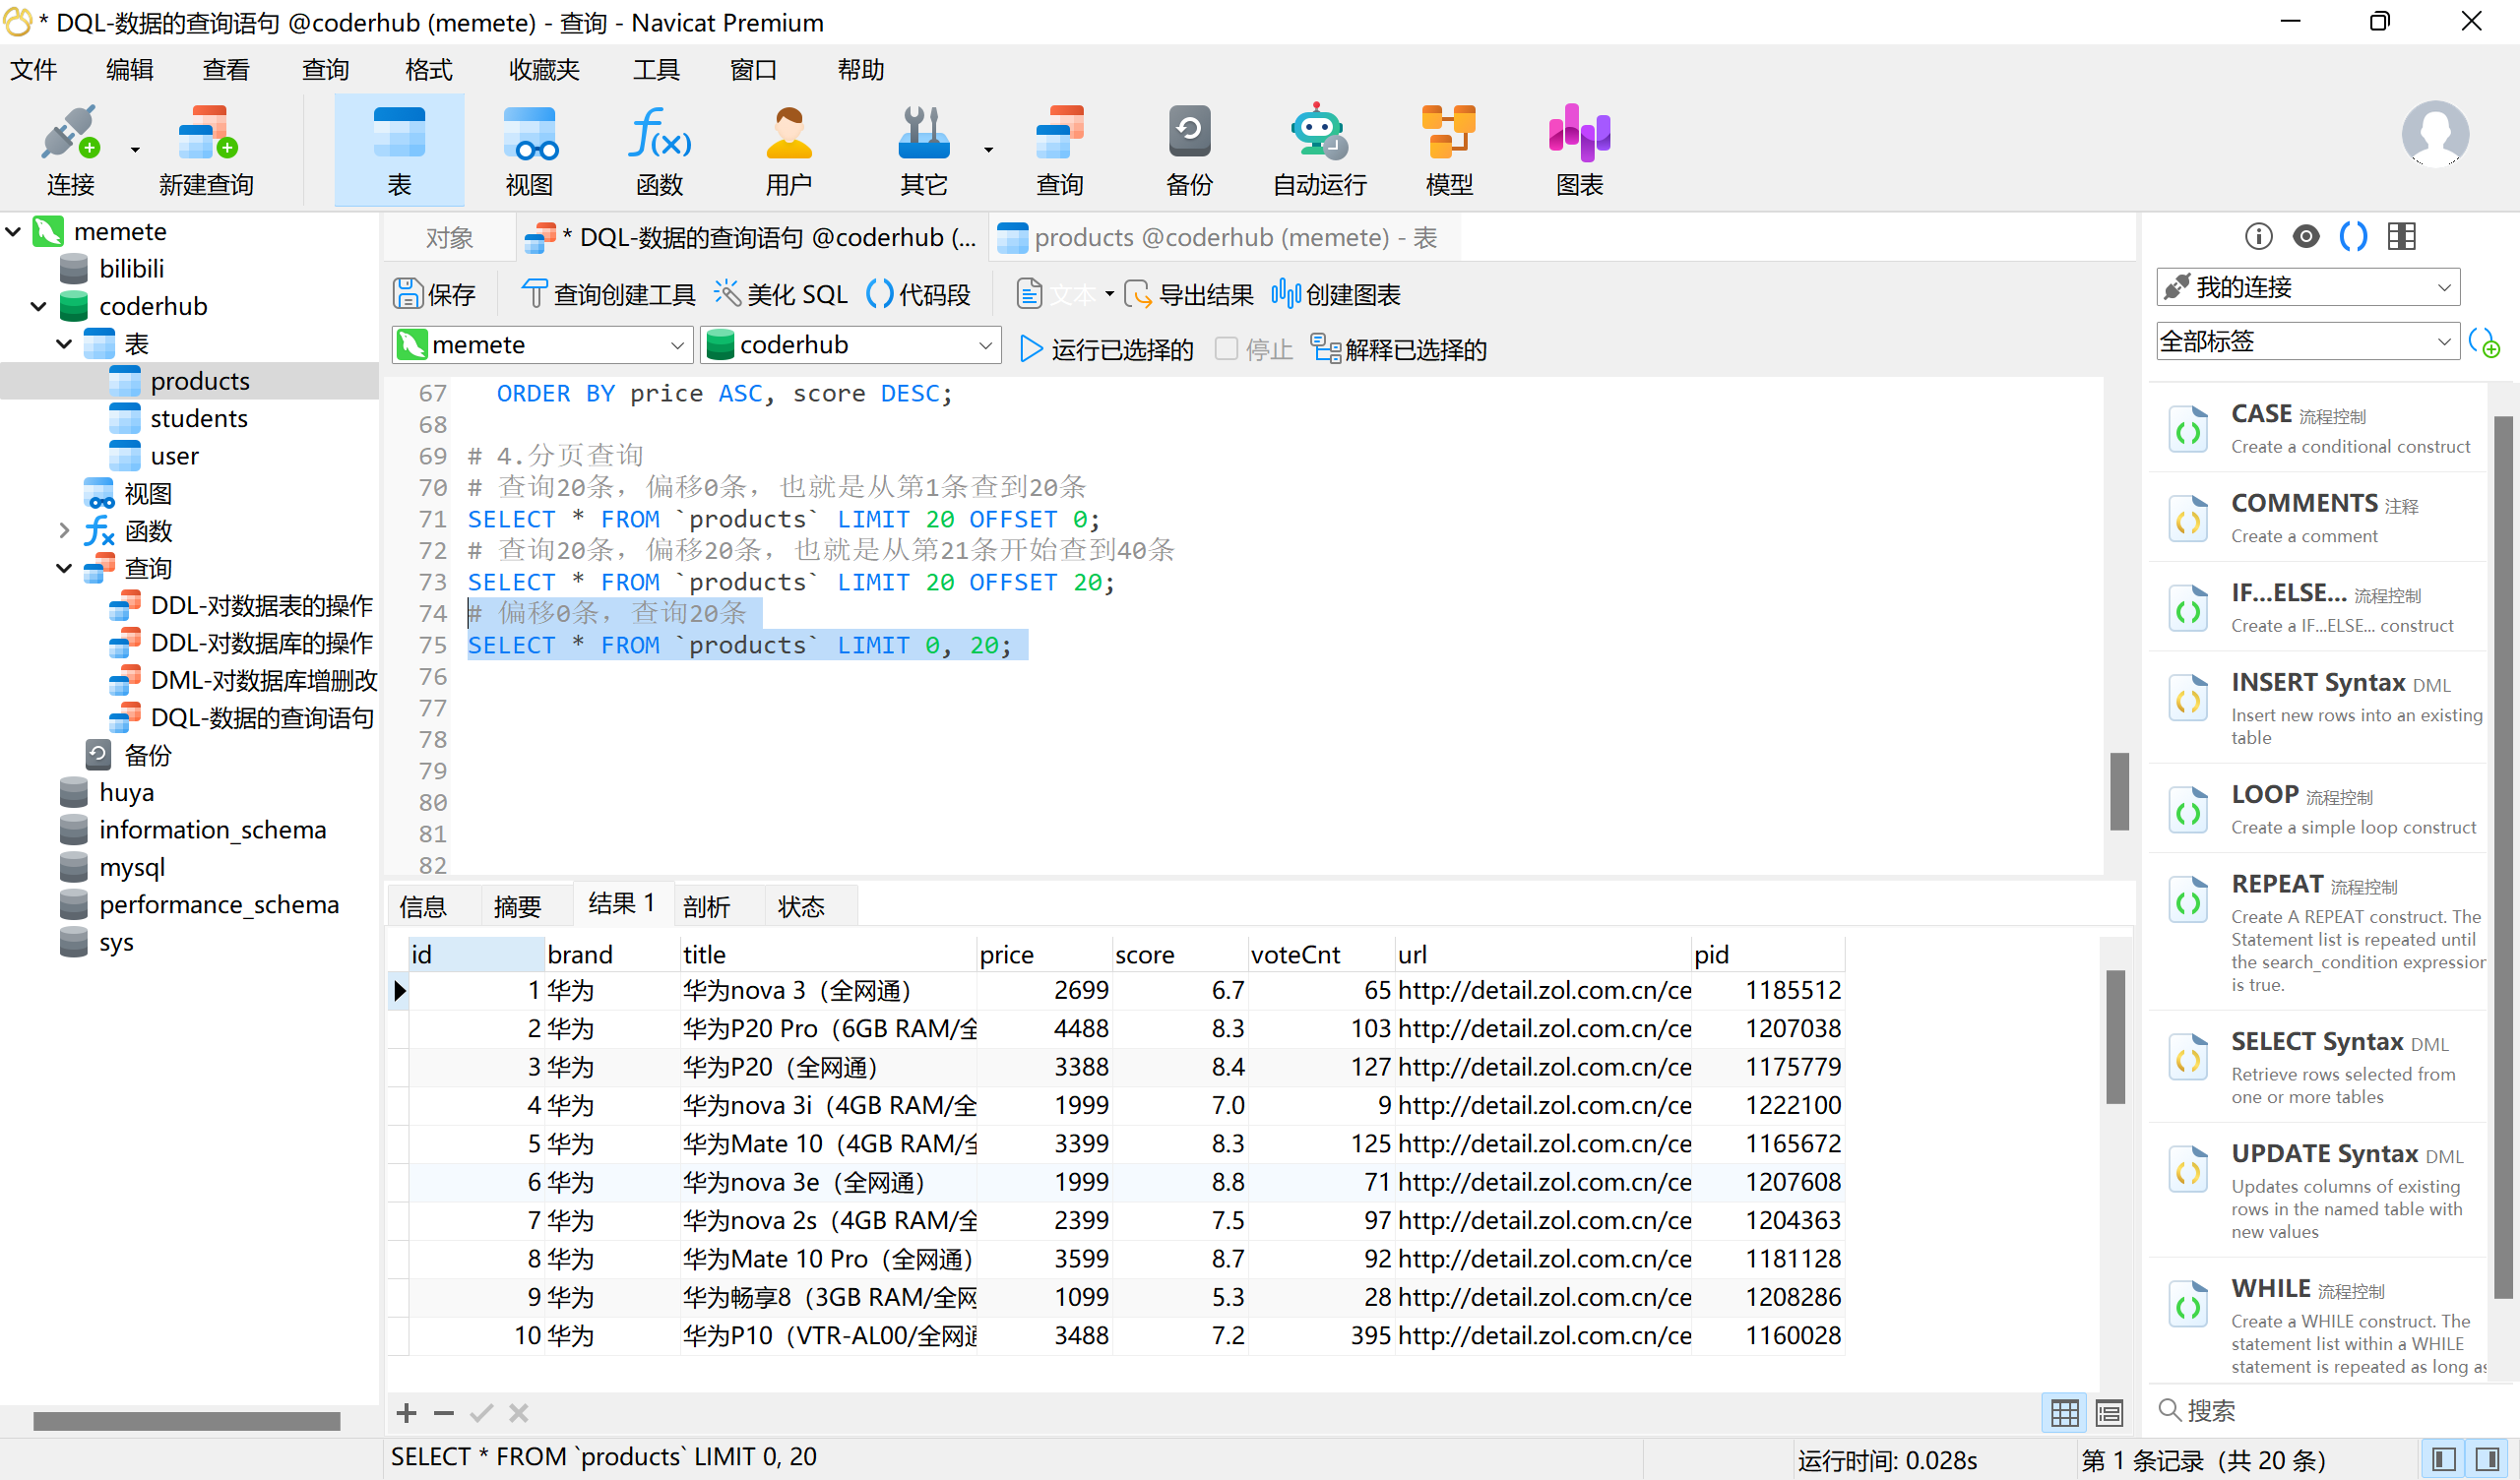 * DQL-数据的查询语句 @coderhub (memete) - 查询 - Navicat Premium
文件 编辑 查看 查询 格式 收藏夹 工具 窗口 帮助
连接 新建查询 表 视图 函数 用户 其它 查询 备份 自动运行 模型 图表
memete
bilibili
coderhub
表
products
students
user
视图
函数
查询
DDL-对数据表的操作
DDL-对数据库的操作
DML-对数据库增删改
DQL-数据的查询语句
备份
huya
information_schema
mysql
performance_schema
sys
对象 * DQL-数据的查询语句 @coderhub (... products @coderhub (memete) - 表
保存 查询创建工具 美化 SQL 代码段 文本 导出结果 创建图表
memete coderhub 运行已选择的 停止 解释已选择的
67 ORDER BY price ASC, score DESC;
68
69 # 4.分页查询
70 # 查询20条，偏移0条，也就是从第1条查到20条
71 SELECT * FROM `products` LIMIT 20 OFFSET 0;
72 # 查询20条，偏移20条，也就是从第21条开始查到40条
73 SELECT * FROM `products` LIMIT 20 OFFSET 20;
74 # 偏移0条，查询20条
75 SELECT * FROM `products` LIMIT 0, 20;
76
77
78
79
80
81
82
信息 摘要 结果 1 剖析 状态
id brand title price score voteCnt url pid
1 华为 华为nova 3（全网通） 2699 6.7 65 http://detail.zol.com.cn/ce 1185512
2 华为 华为P20 Pro（6GB RAM/全 4488 8.3 103 http://detail.zol.com.cn/ce 1207038
3 华为 华为P20（全网通） 3388 8.4 127 http://detail.zol.com.cn/ce 1175779
4 华为 华为nova 3i（4GB RAM/全 1999 7.0 9 http://detail.zol.com.cn/ce 1222100
5 华为 华为Mate 10（4GB RAM/全 3399 8.3 125 http://detail.zol.com.cn/ce 1165672
6 华为 华为nova 3e（全网通） 1999 8.8 71 http://detail.zol.com.cn/ce 1207608
7 华为 华为nova 2s（4GB RAM/全 2399 7.5 97 http://detail.zol.com.cn/ce 1204363
8 华为 华为Mate 10 Pro（全网通） 3599 8.7 92 http://detail.zol.com.cn/ce 1181128
9 华为 华为畅享8（3GB RAM/全网 1099 5.3 28 http://detail.zol.com.cn/ce 1208286
10 华为 华为P10（VTR-AL00/全网通 3488 7.2 395 http://detail.zol.com.cn/ce 1160028
我的连接
全部标签
CASE 流程控制
Create a conditional construct
COMMENTS 注释
Create a comment
IF...ELSE... 流程控制
Create a IF...ELSE... construct
INSERT Syntax DML
Insert new rows into an existing
table
LOOP 流程控制
Create a simple loop construct
REPEAT 流程控制
Create A REPEAT construct. The
Statement list is repeated until
the search_condition expression
is true.
SELECT Syntax DML
Retrieve rows selected from
one or more tables
UPDATE Syntax DML
Updates columns of existing
rows in the named table with
new values
WHILE 流程控制
Create a WHILE construct. The
statement list within a WHILE
statement is repeated as long as
搜索
SELECT * FROM `products` LIMIT 0, 20 运行时间: 0.028s 第 1 条记录（共 20 条）